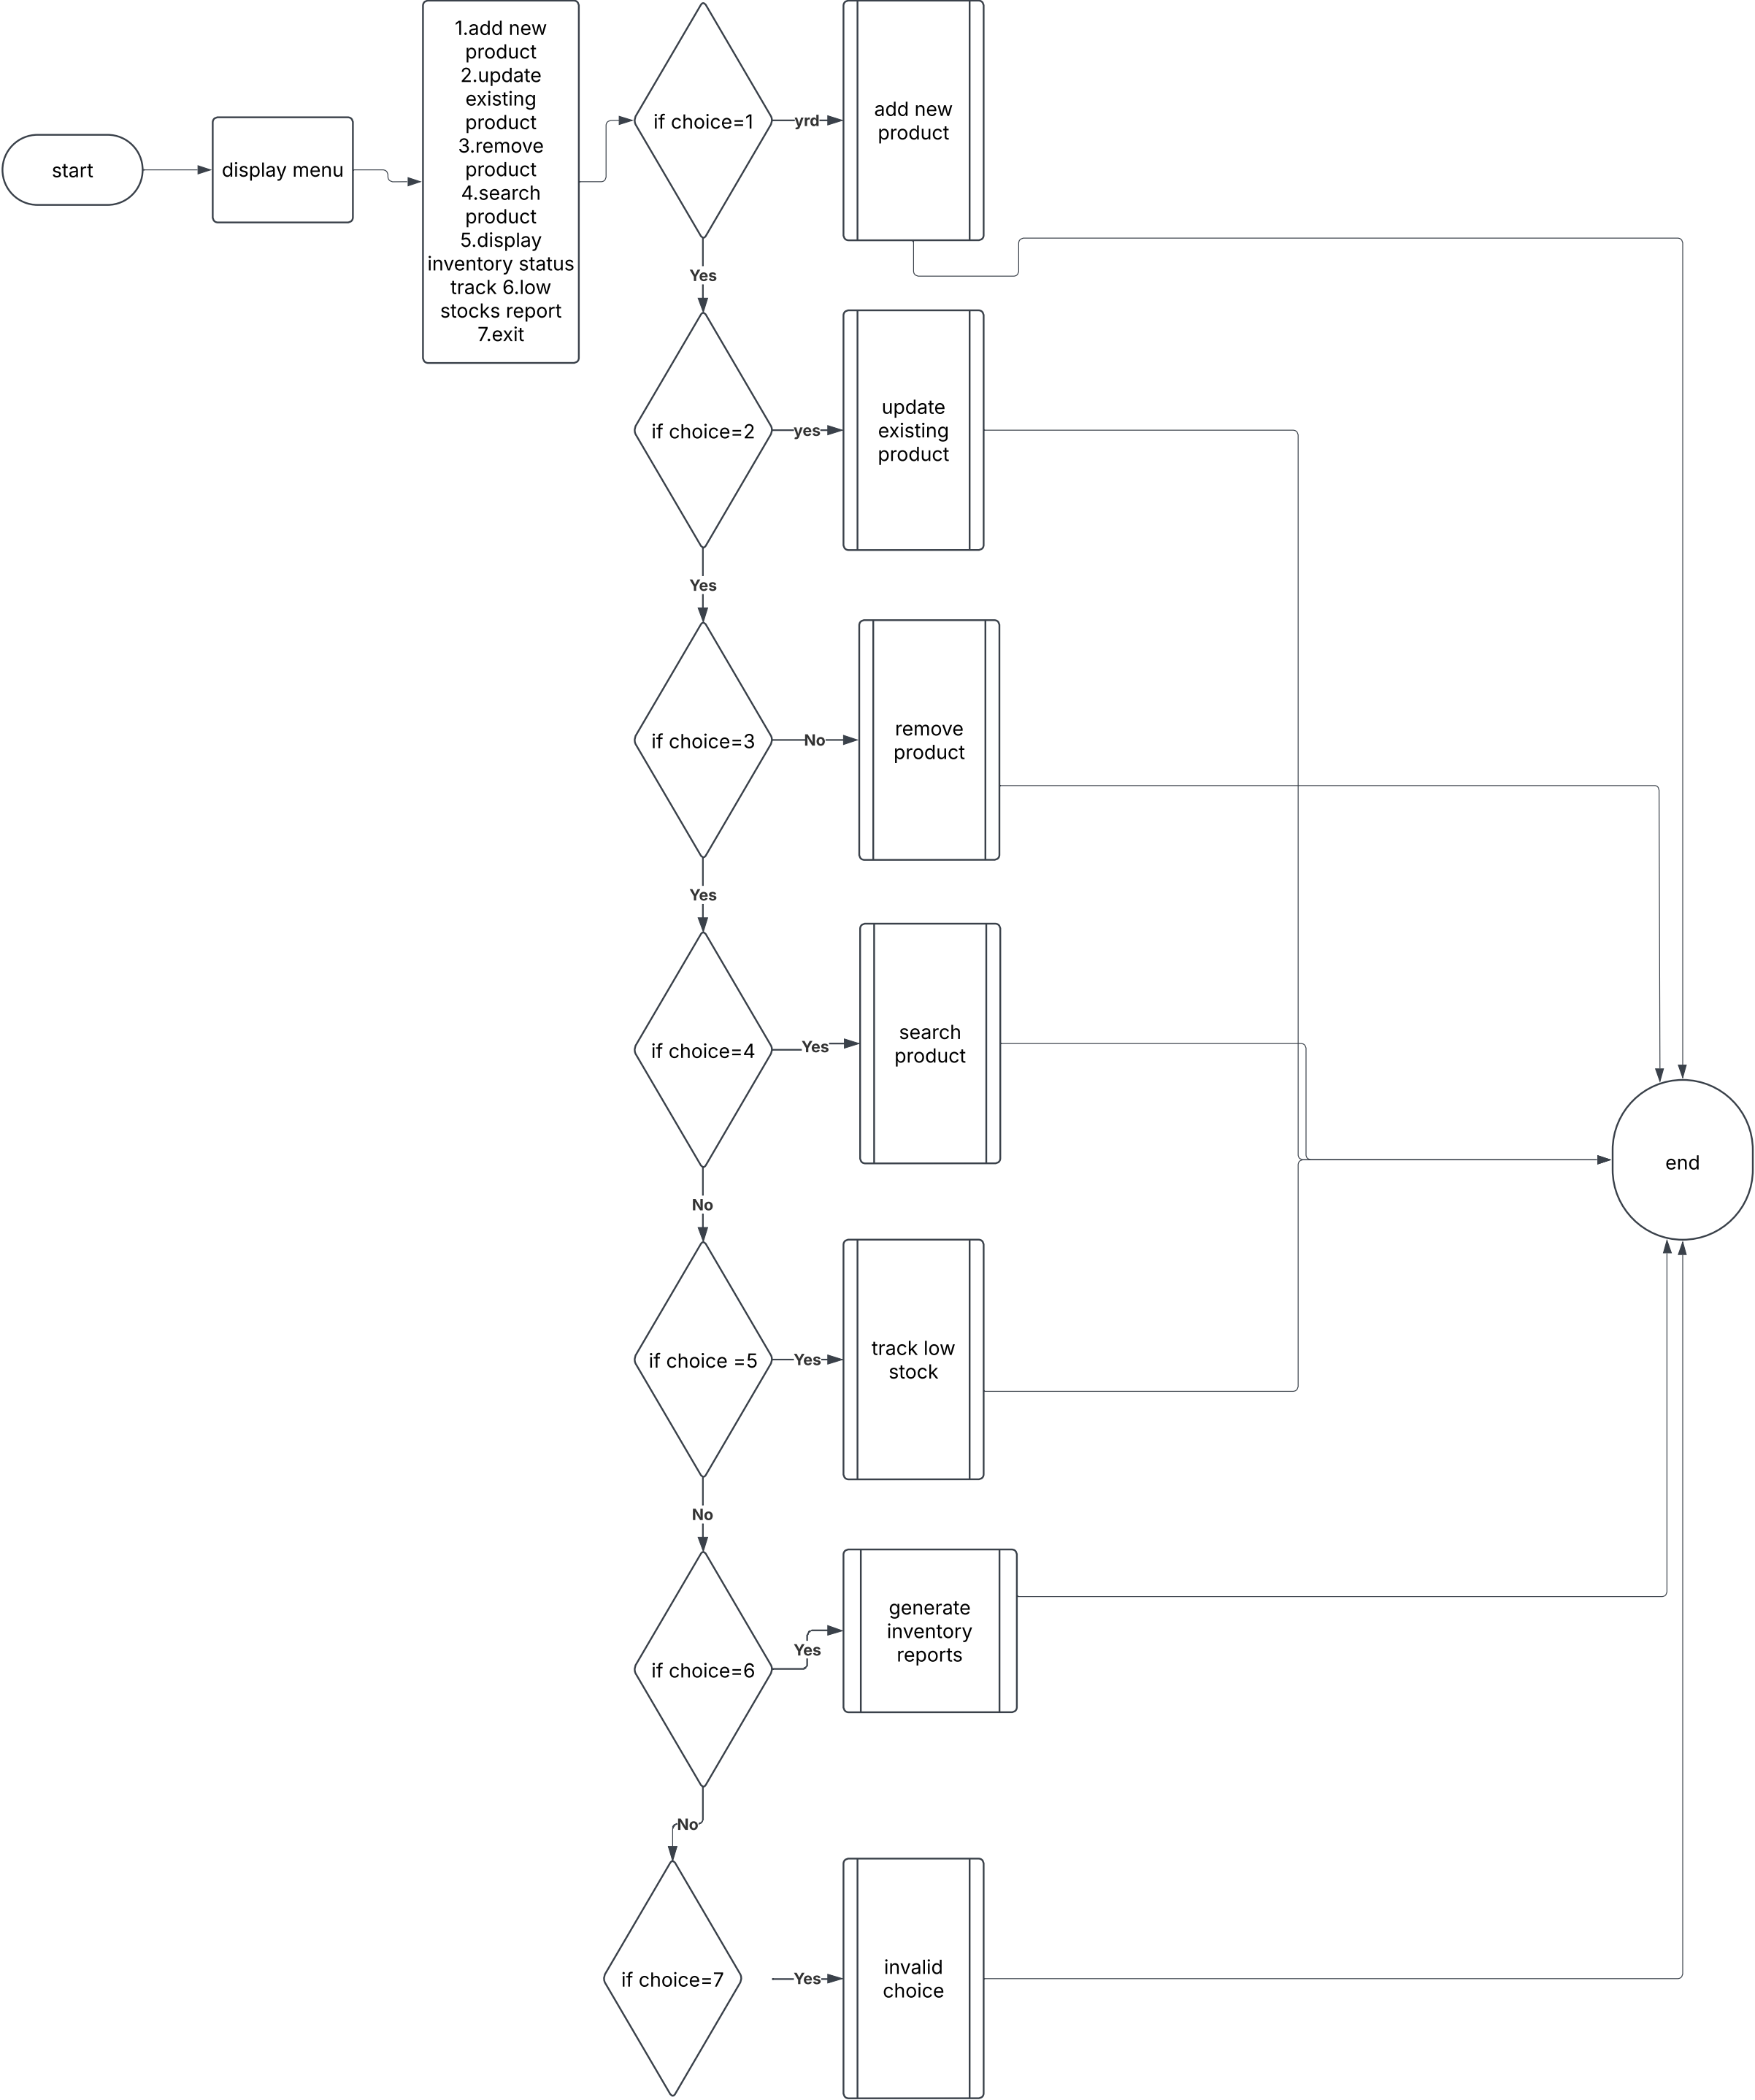 start
display menu
1.add new
product
2.update
existing
product
3.remove
product
4.search
product
5.display
inventory status
track 6.low
stocks report
7.exit
if choice=1
yrd
add new
product
Yes
if choice=2
yes
update
existing
product
Yes
if choice=3
No
remove
product
Yes
if choice=4
Yes
search
product
end
No
if choice =5
Yes
track low
stock
No
if choice=6
Yes
generate
inventory
reports
No
if choice=7
Yes
invalid
choice